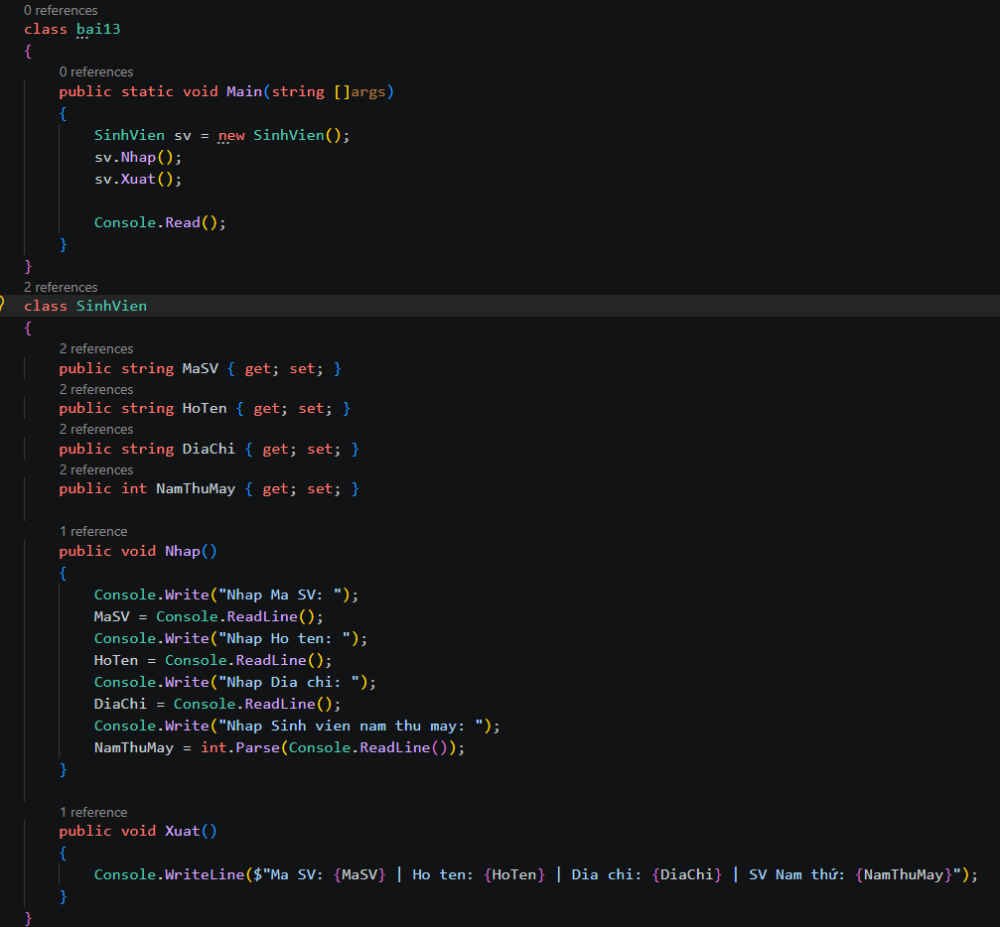 0 references
class bai13
{
0 references
public static void Main(string []args)
{
SinhVien sv = new SinhVien();
sv.Nhap();
sv.Xuat();
Console.Read();
}
}
2 references
class SinhVien
{
2 references
public string MaSV { get; set; }
2 references
public string HoTen { get; set; }
2 references
public string DiaChi { get; set; }
2 references
public int NamThuMay { get; set; }
1 reference
public void Nhap()
{
Console.Write("Nhap Ma SV: ");
MaSV = Console.ReadLine();
Console.Write("Nhap Ho ten: ");
HoTen = Console.ReadLine();
Console.Write("Nhap Dia chi: ");
DiaChi = Console.ReadLine();
Console.Write("Nhap Sinh vien nam thu may: ");
NamThuMay = int.Parse(Console.ReadLine());
}
1 reference
public void Xuat()
{
Console.WriteLine($"Ma SV: {MaSV} | Ho ten: {HoTen} | Dia chi: {DiaChi} | SV Nam thứ: {NamThuMay}");
}
}